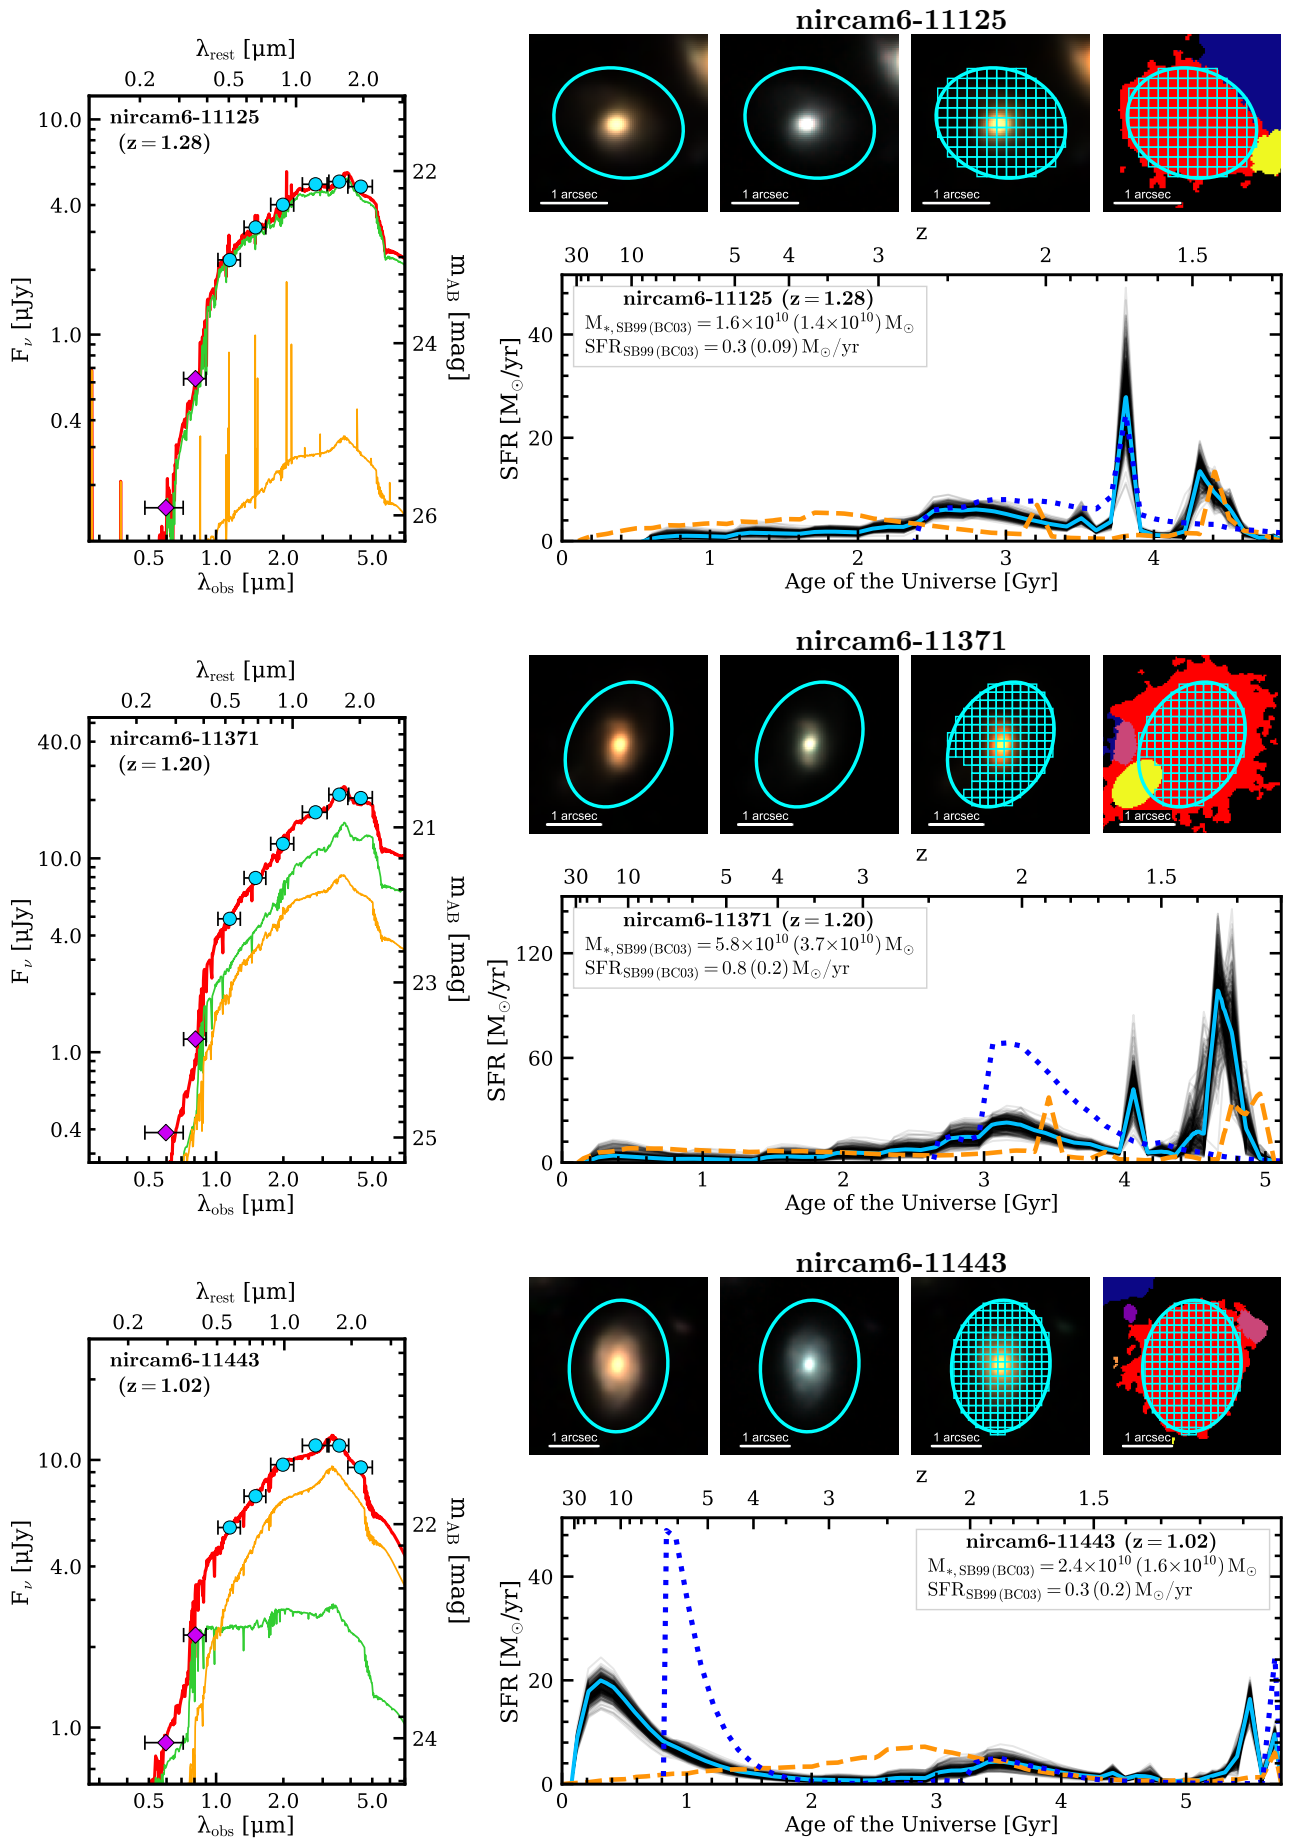 nircam6-11125
λrest [µm]
0.2 0.5 1.0 2.0
nircam6-11125
(z = 1.28)
10.0
4.0
1.0
0.4
Fν [µJy]
22
24
26
mAB [mag]
0.5 1.0 2.0 5.0
λobs [µm]
1 arcsec
1 arcsec
1 arcsec
1 arcsec
z
30 10 5 4 3 2 1.5
nircam6-11125 (z = 1.28)
M*, SB99 (BC03) = 1.6×10^10 (1.4×10^10) M⊙
SFRSB99 (BC03) = 0.3 (0.09) M⊙/yr
SFR [M⊙/yr]
40
20
0
0 1 2 3 4
Age of the Universe [Gyr]
nircam6-11371
λrest [µm]
0.2 0.5 1.0 2.0
nircam6-11371
(z = 1.20)
40.0
10.0
4.0
1.0
0.4
Fν [µJy]
21
23
25
mAB [mag]
0.5 1.0 2.0 5.0
λobs [µm]
1 arcsec
1 arcsec
1 arcsec
1 arcsec
z
30 10 5 4 3 2 1.5
nircam6-11371 (z = 1.20)
M*, SB99 (BC03) = 5.8×10^10 (3.7×10^10) M⊙
SFRSB99 (BC03) = 0.8 (0.2) M⊙/yr
SFR [M⊙/yr]
120
60
0
0 1 2 3 4 5
Age of the Universe [Gyr]
nircam6-11443
λrest [µm]
0.2 0.5 1.0 2.0
nircam6-11443
(z = 1.02)
10.0
4.0
1.0
Fν [µJy]
22
24
mAB [mag]
0.5 1.0 2.0 5.0
λobs [µm]
1 arcsec
1 arcsec
1 arcsec
1 arcsec
z
30 10 5 4 3 2 1.5
nircam6-11443 (z = 1.02)
M*, SB99 (BC03) = 2.4×10^10 (1.6×10^10) M⊙
SFRSB99 (BC03) = 0.3 (0.2) M⊙/yr
SFR [M⊙/yr]
40
20
0
0 1 2 3 4 5
Age of the Universe [Gyr]